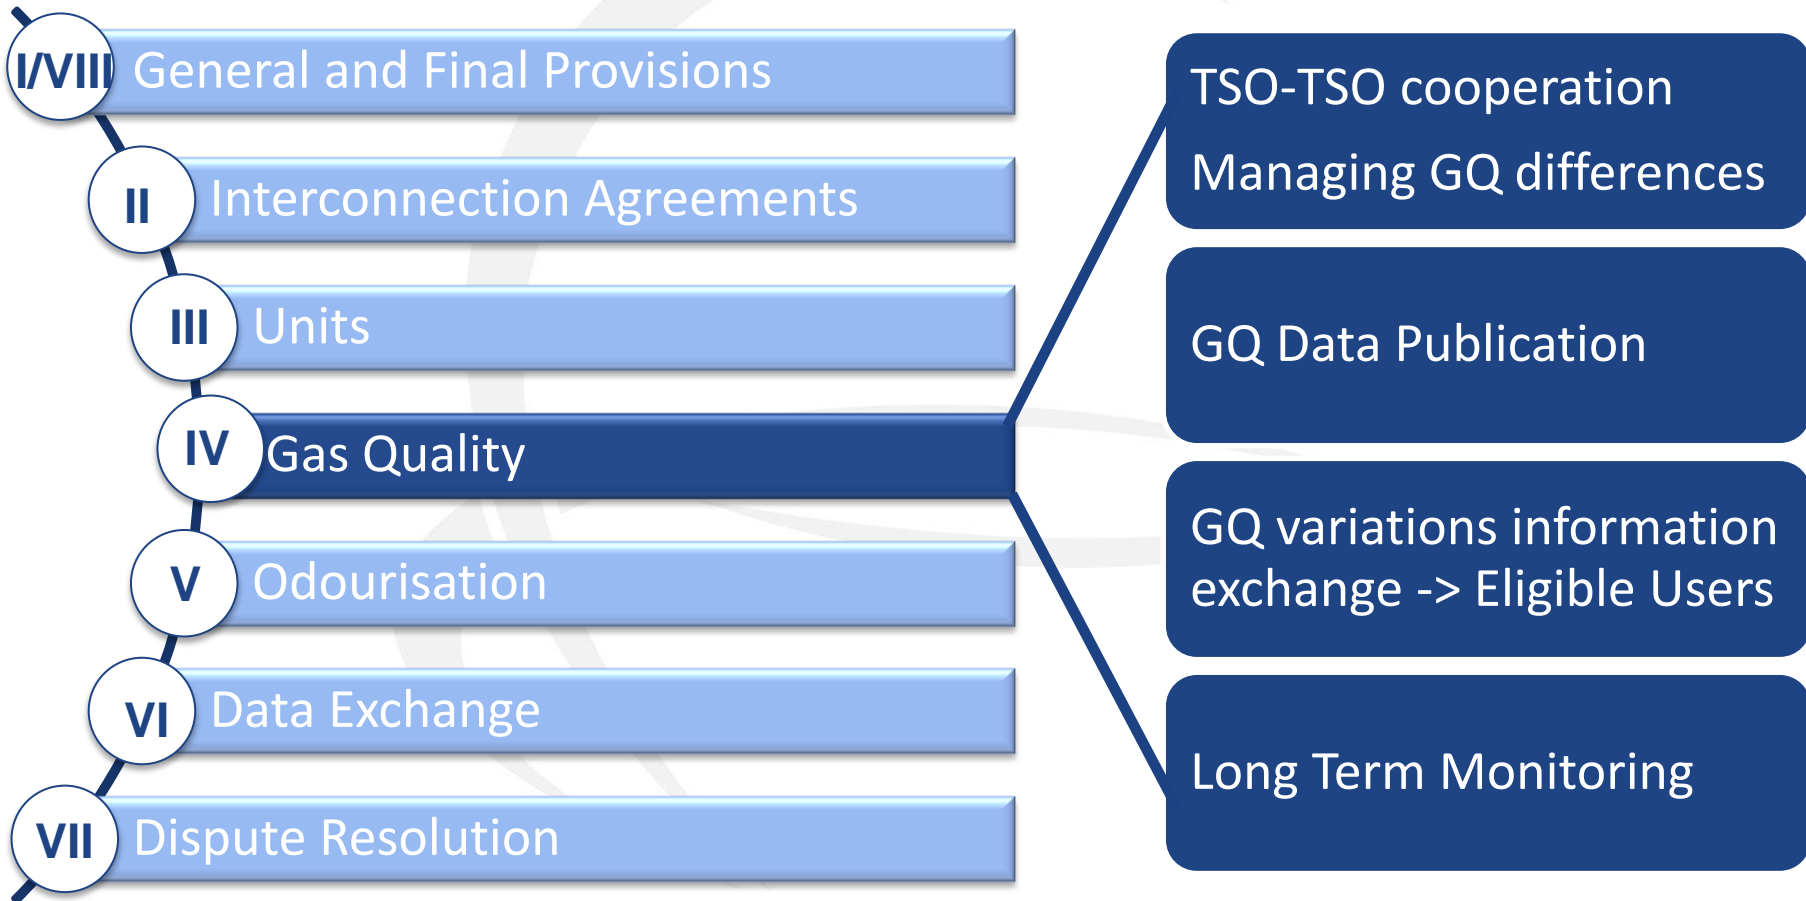 I/VIII
General and Final Provisions
II
Interconnection Agreements
III
Units
IV
Gas Quality
V
Odourisation
VI
Data Exchange
VII
Dispute Resolution
TSO-TSO cooperation
Managing GQ differences
GQ Data Publication
GQ variations information
exchange -> Eligible Users
Long Term Monitoring